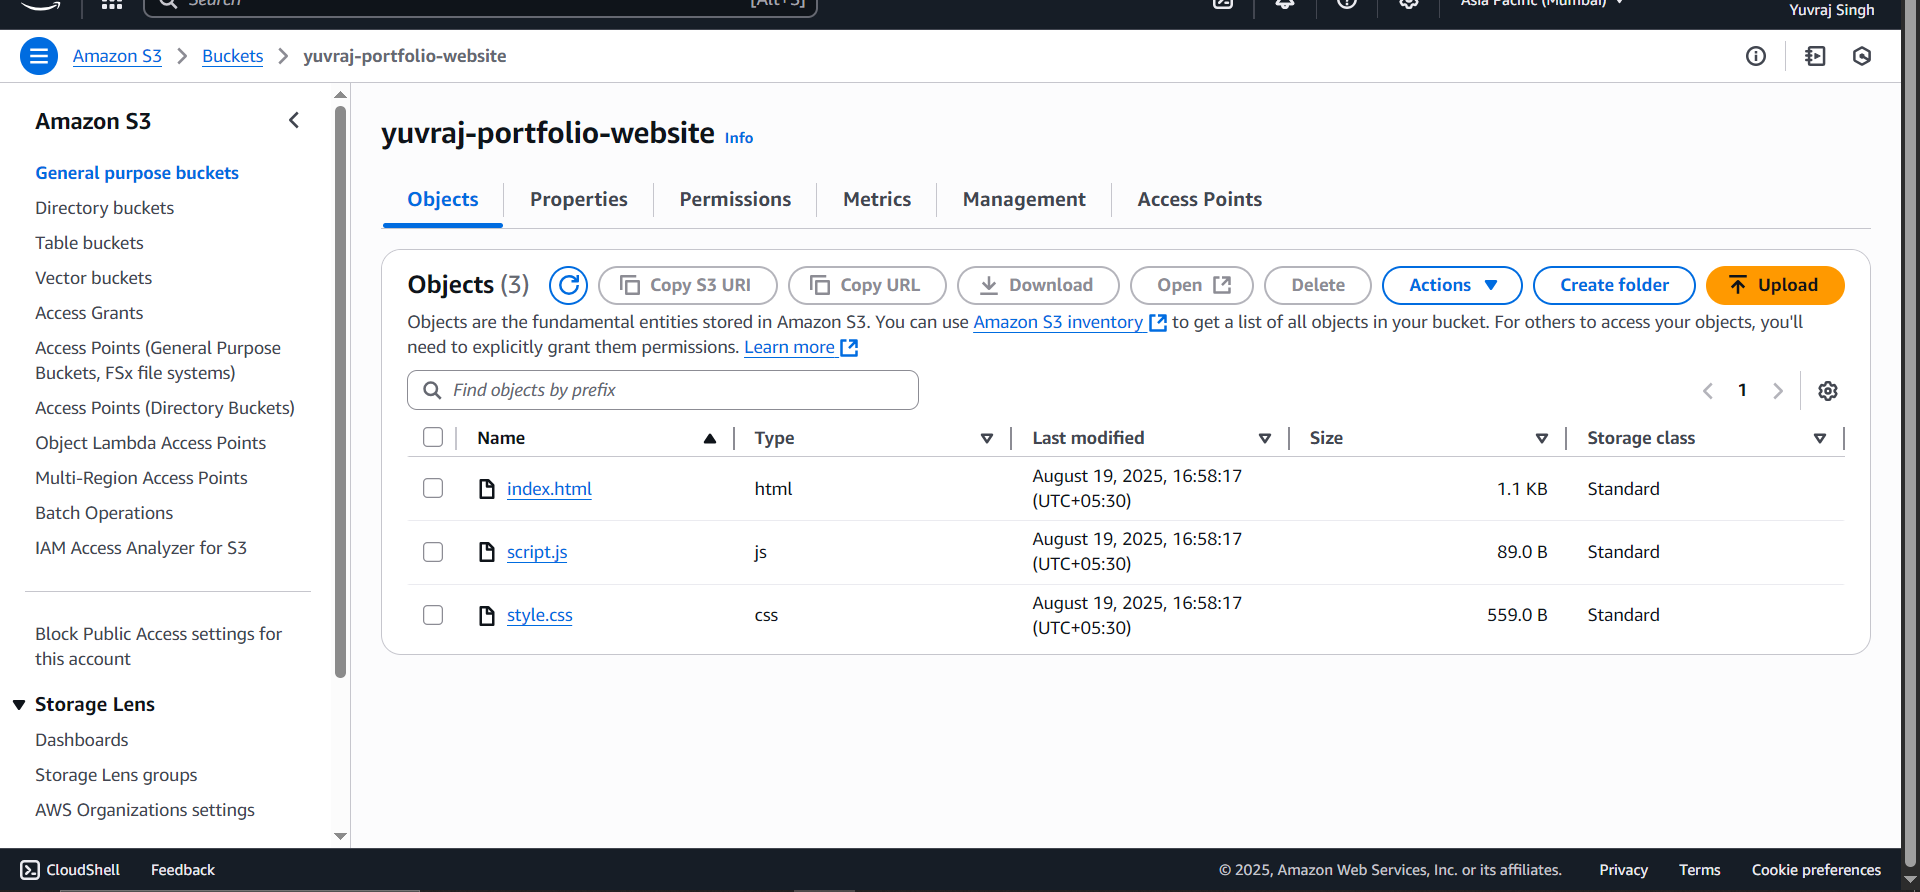 Search [Alt+S] Asia Pacific (Mumbai)
Yuvraj Singh
Amazon S3 Buckets yuvraj-portfolio-website
Amazon S3
General purpose buckets
Directory buckets
Table buckets
Vector buckets
Access Grants
Access Points (General Purpose
Buckets, FSx file systems)
Access Points (Directory Buckets)
Object Lambda Access Points
Multi-Region Access Points
Batch Operations
IAM Access Analyzer for S3
Block Public Access settings for
this account
Storage Lens
Dashboards
Storage Lens groups
AWS Organizations settings
yuvraj-portfolio-website Info
Objects Properties Permissions Metrics Management Access Points
Objects (3) Copy S3 URI Copy URL Download Open Delete Actions Create folder Upload
Objects are the fundamental entities stored in Amazon S3. You can use Amazon S3 inventory to get a list of all objects in your bucket. For others to access your objects, you'll
need to explicitly grant them permissions. Learn more
Find objects by prefix
1
Name Type Last modified Size Storage class
index.html html August 19, 2025, 16:58:17 (UTC+05:30) 1.1 KB Standard
script.js js August 19, 2025, 16:58:17 (UTC+05:30) 89.0 B Standard
style.css css August 19, 2025, 16:58:17 (UTC+05:30) 559.0 B Standard
CloudShell Feedback © 2025, Amazon Web Services, Inc. or its affiliates. Privacy Terms Cookie preferences